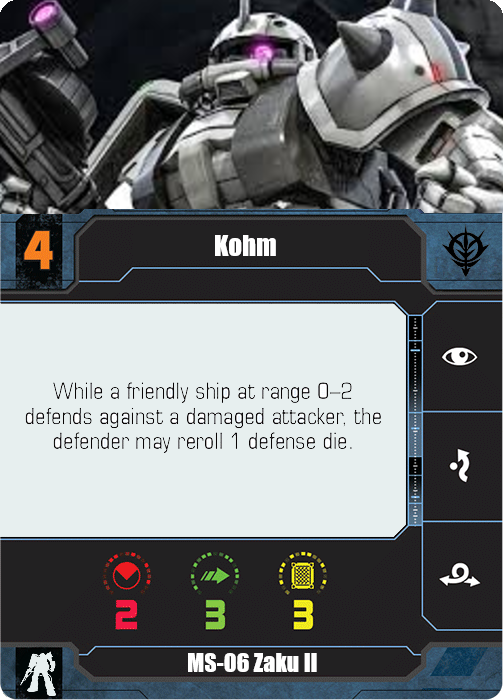 4
Kohm
While a friendly ship at range 0–2
defends against a damaged attacker, the
defender may reroll 1 defense die.
2 3 3
MS-06 Zaku II